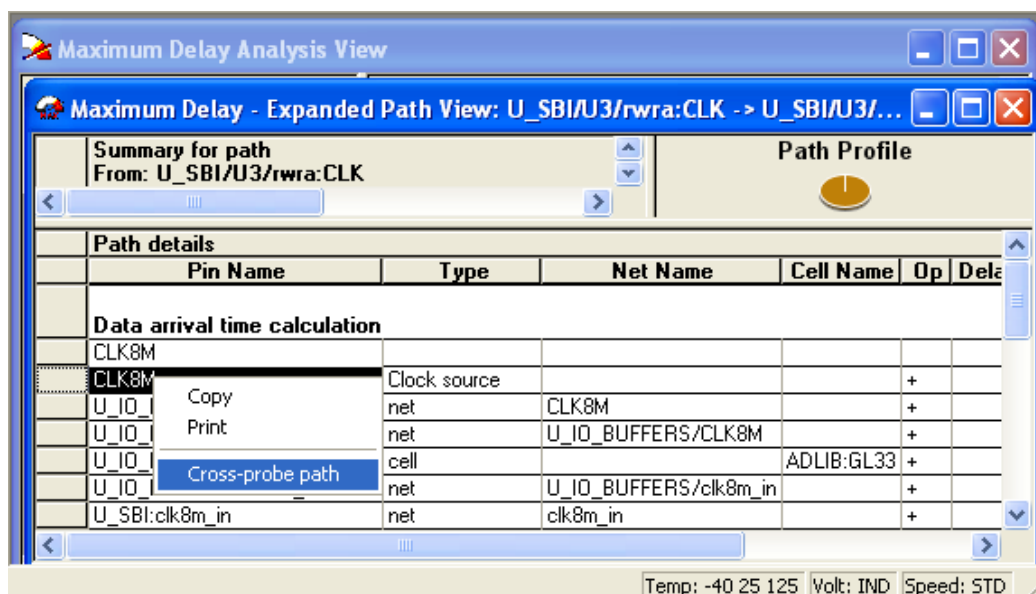 Maximum Delay Analysis View
Maximum Delay - Expanded Path View: U_SBI/U3/rwra:CLK -> U_SBI/U3/...
Summary for path
From: U_SBI/U3/rwra:CLK
Path Profile
Path details
Pin Name Type Net Name Cell Name Op Dela
Data arrival time calculation
CLK8M
CLK8M Clock source +
Copy
Print
Cross-probe path
U_IO_ net CLK8M +
U_IO_ net U_IO_BUFFERS/CLK8M +
U_IO_ cell ADLIB:GL33 +
U_IO_ net U_IO_BUFFERS/clk8m_in +
U_SBI:clk8m_in net clk8m_in +
Temp: -40 25 125 Volt: IND Speed: STD